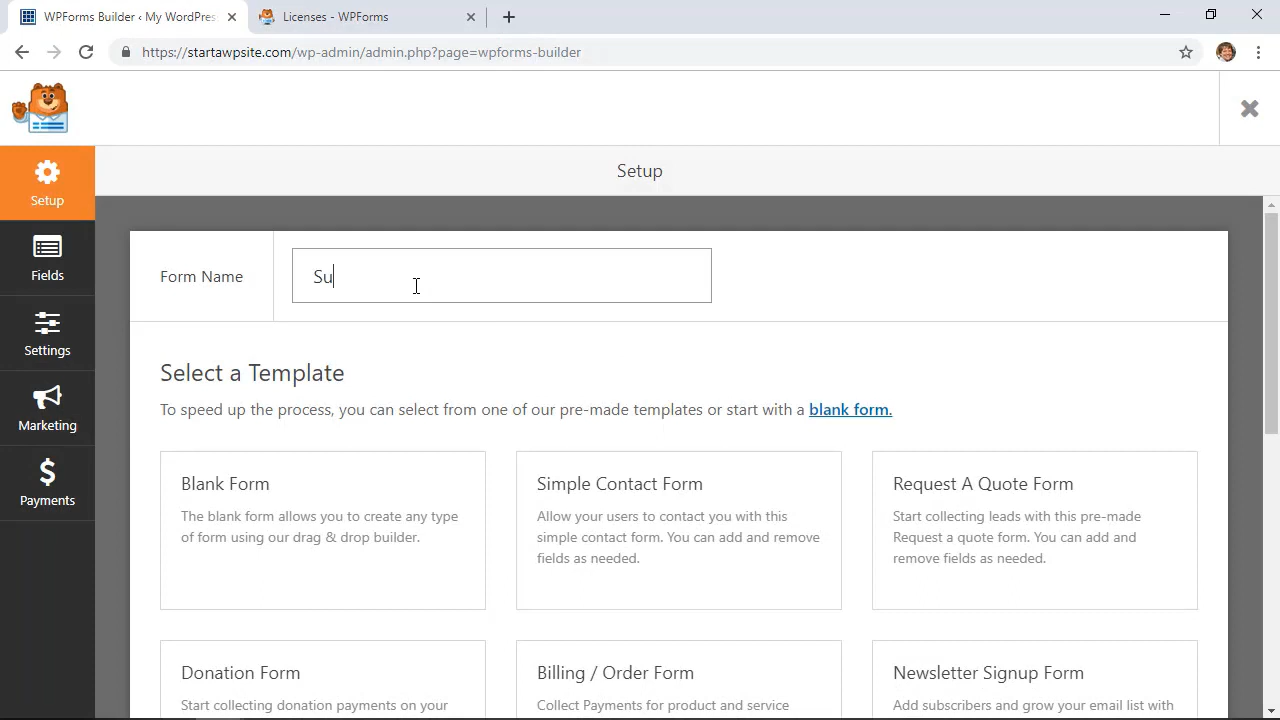 WPForms Builder ‹ My WordPres
Licenses - WPForms
https://startawpsite.com/wp-admin/admin.php?page=wpforms-builder
Setup
Setup
Fields
Settings
Marketing
Payments
Form Name
Su
Select a Template
To speed up the process, you can select from one of our pre-made templates or start with a blank form.
Blank Form
The blank form allows you to create any type
of form using our drag & drop builder.
Simple Contact Form
Allow your users to contact you with this
simple contact form. You can add and remove
fields as needed.
Request A Quote Form
Start collecting leads with this pre-made
Request a quote form. You can add and
remove fields as needed.
Donation Form
Start collecting donation payments on your
Billing / Order Form
Collect Payments for product and service
Newsletter Signup Form
Add subscribers and grow your email list with